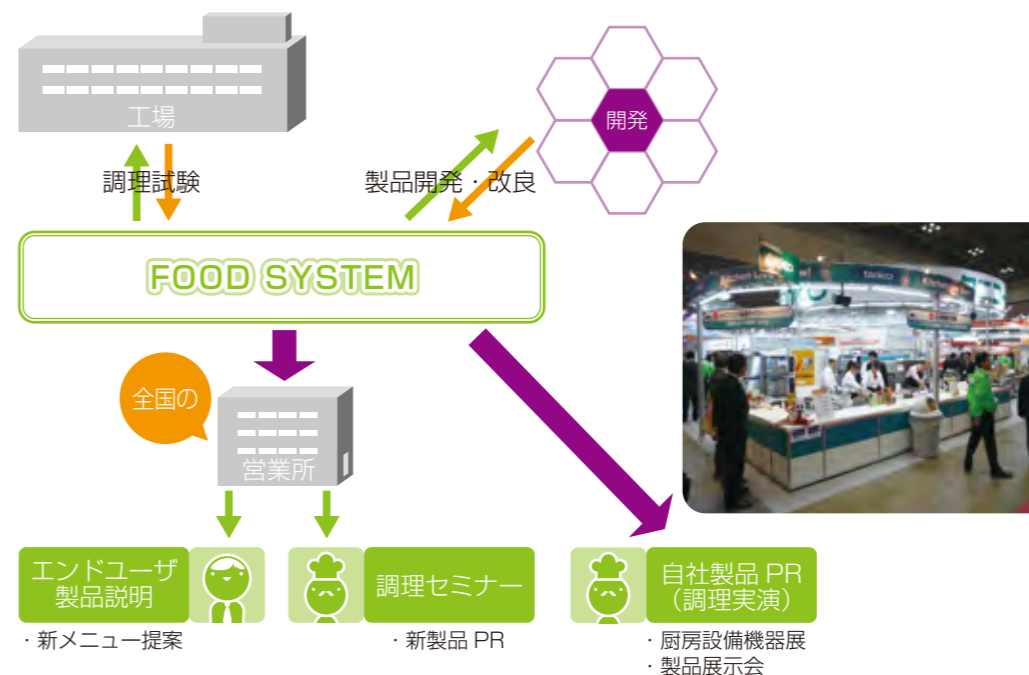 工場
開発
調理試験
製品開発・改良
FOOD SYSTEM
全国の
営業所
エンドユーザ
製品説明
・新メニュー提案
調理セミナー
・新製品 PR
自社製品 PR
（調理実演）
・厨房設備機器展
・製品展示会